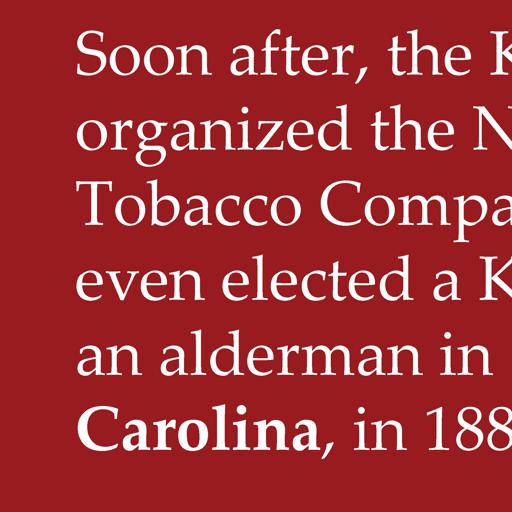 Soon after, the K
organized the N
Tobacco Compa
even elected a K
an alderman in
Carolina, in 188